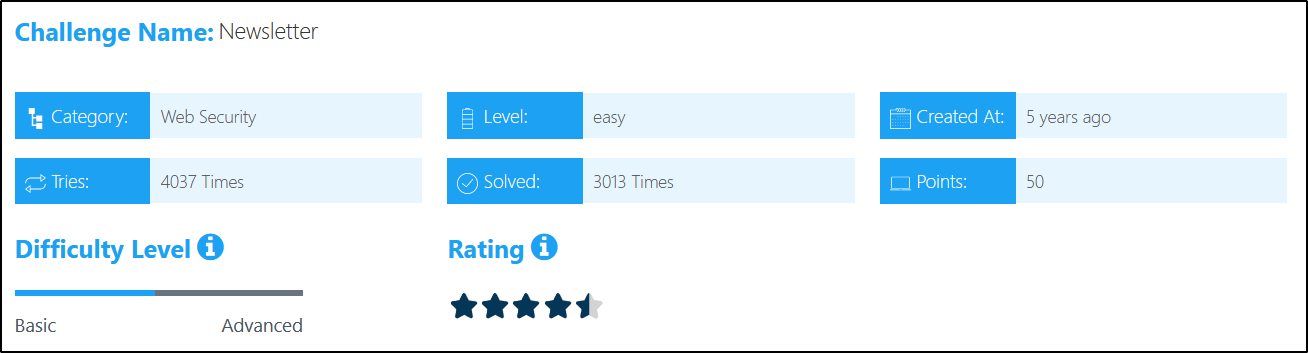 Challenge Name: Newsletter
Category: Web Security
Level: easy
Created At: 5 years ago
Tries: 4037 Times
Solved: 3013 Times
Points: 50
Difficulty Level
Rating
Basic
Advanced